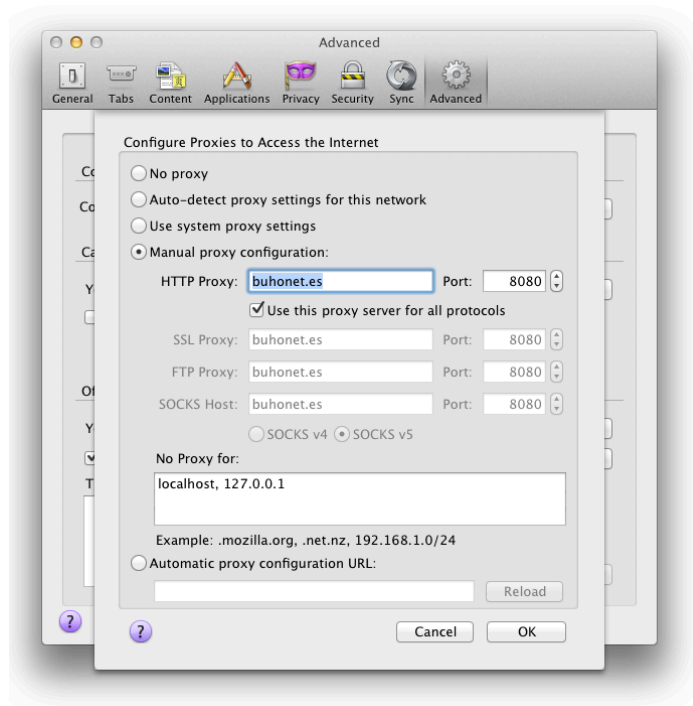 Advanced
General Tabs Content Applications Privacy Security Sync Advanced
Configure Proxies to Access the Internet
No proxy
Auto-detect proxy settings for this network
Use system proxy settings
Manual proxy configuration:
HTTP Proxy: buhonet.es Port: 8080
Use this proxy server for all protocols
SSL Proxy: buhonet.es Port: 8080
FTP Proxy: buhonet.es Port: 8080
SOCKS Host: buhonet.es Port: 8080
SOCKS v4 SOCKS v5
No Proxy for:
localhost, 127.0.0.1
Example: .mozilla.org, .net.nz, 192.168.1.0/24
Automatic proxy configuration URL:
Reload
? ? Cancel OK